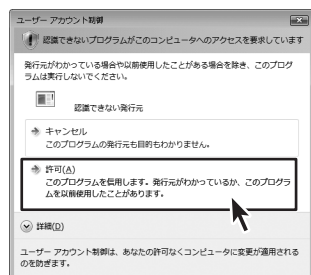 ユーザー アカウント制御
認識できないプログラムがこのコンピュータへのアクセスを要求しています
発行元がわかっている場合や以前使用したことがある場合を除き、このプログ
ラムは実行しないでください。
認識できない発行元
キャンセル
このプログラムの発行元も目的もわかりません。
許可(A)
このプログラムを信用します。発行元がわかっているか、このプログラ
ムを以前使用したことがあります。
詳細(D)
ユーザー アカウント制御は、あなたの許可なくコンピュータに変更が適用される
のを防ぎます。